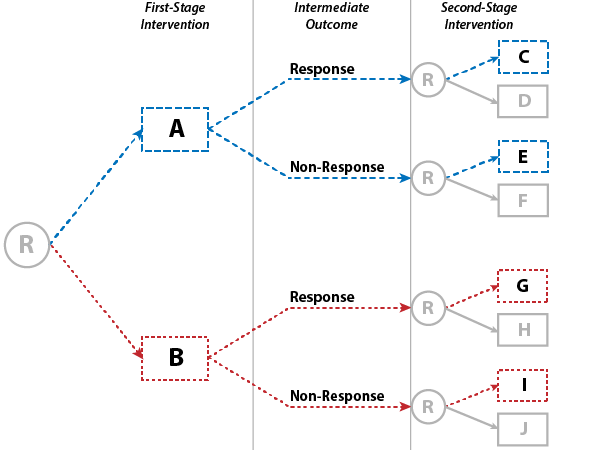 First-Stage
Intervention
Intermediate
Outcome
Second-Stage
Intervention
Response
R
C
D
A
Non-Response
R
E
F
R
Response
R
G
H
B
Non-Response
R
I
J